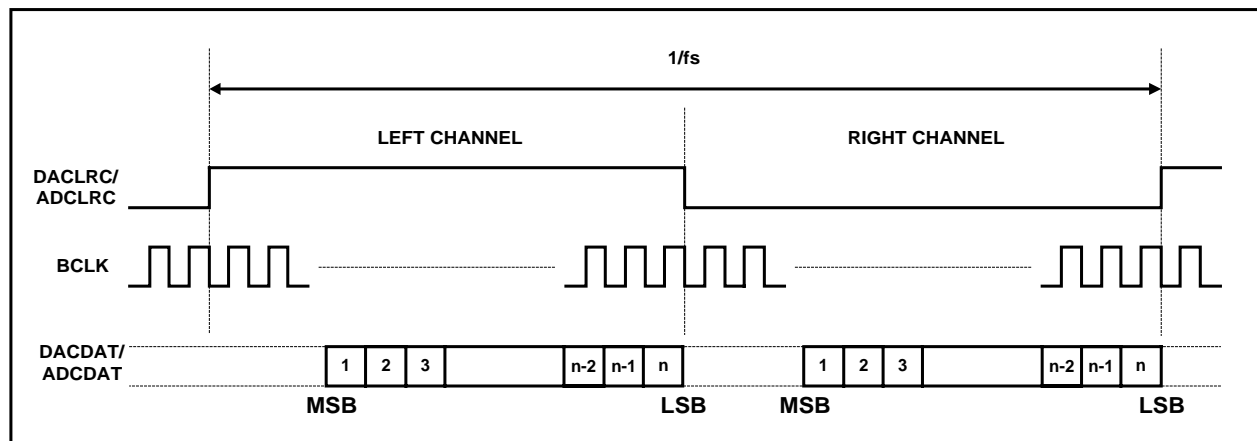 1/fs
LEFT CHANNEL RIGHT CHANNEL
DACLRC/
ADCLRC
BCLK
DACDAT/
ADCDAT
1 2 3 n-2 n-1 n 1 2 3 n-2 n-1 n
MSB LSB MSB LSB